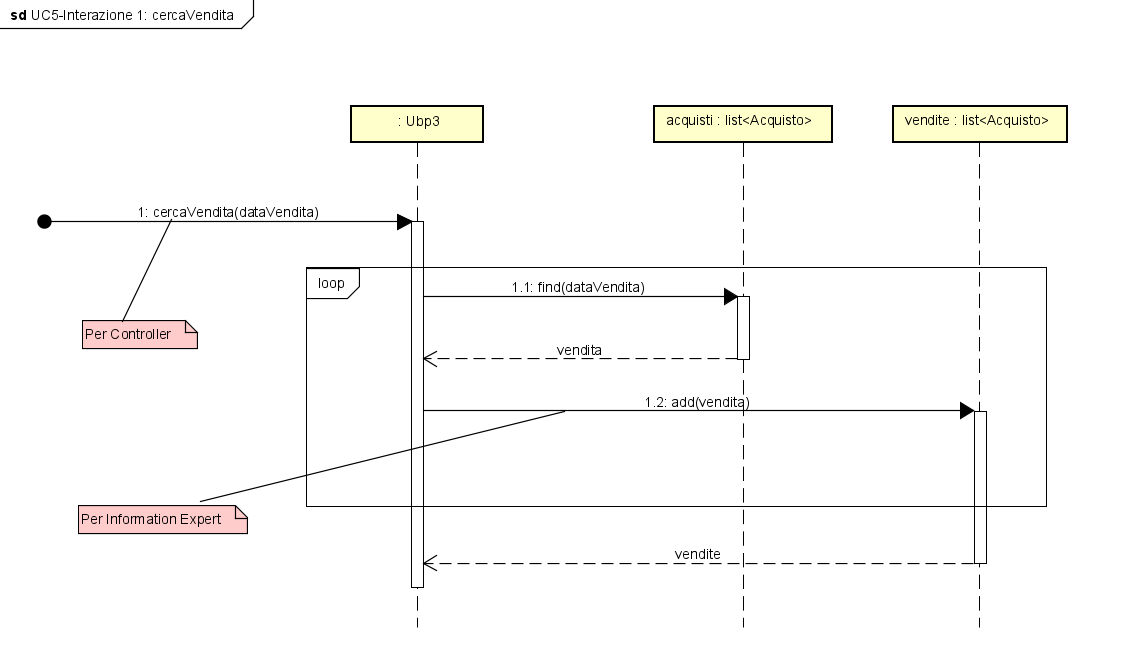 sd UC5-Interazione 1: cercaVendita
: Ubp3
acquisti : list<Acquisto>
vendite : list<Acquisto>
1: cercaVendita(dataVendita)
loop
1.1: find(dataVendita)
Per Controller
vendita
1.2: add(vendita)
Per Information Expert
vendite